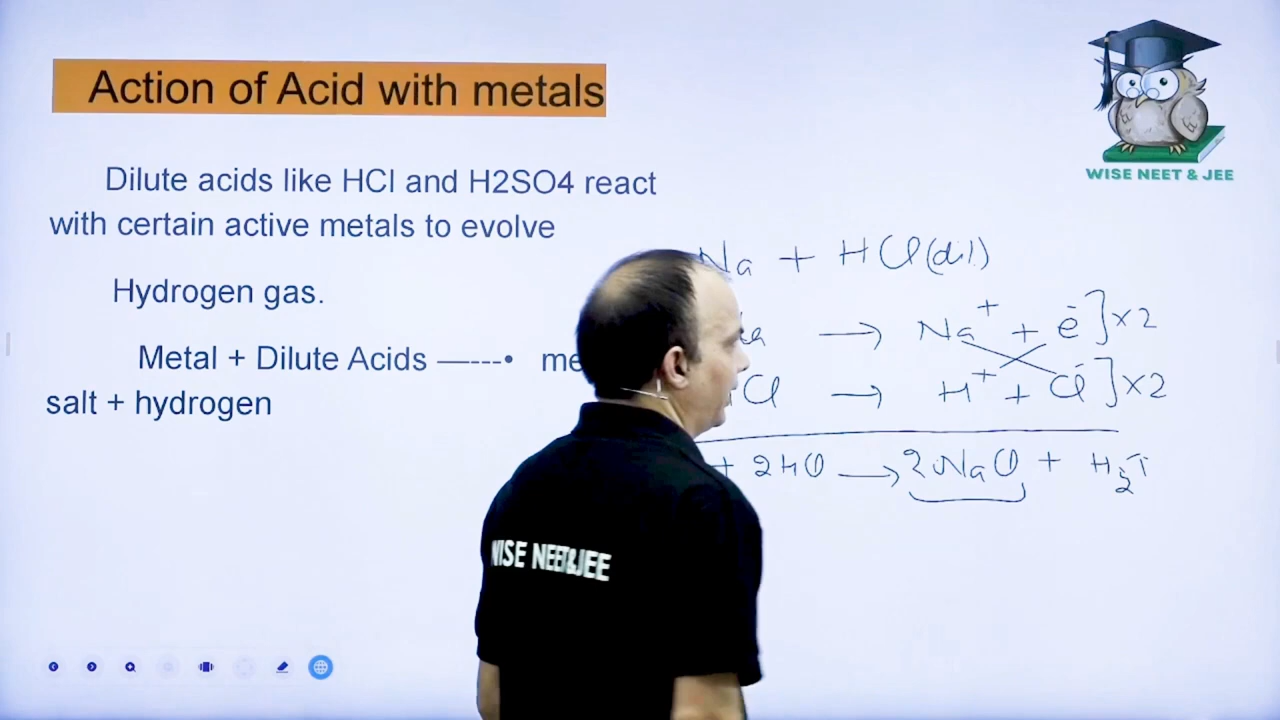 Action of Acid with metals
WISE NEET & JEE
Dilute acids like HCl and H2SO4 react
with certain active metals to evolve
Hydrogen gas.
Metal + Dilute Acids —---• me
salt + hydrogen
Na + HCl (dil.)
⟶ Na⁺ + e⁻] ×2
Cl ⟶ H⁺ + Cl⁻] ×2
+ 2HCl ⟶ 2NaCl + H₂↑
WISE NEET&JEE